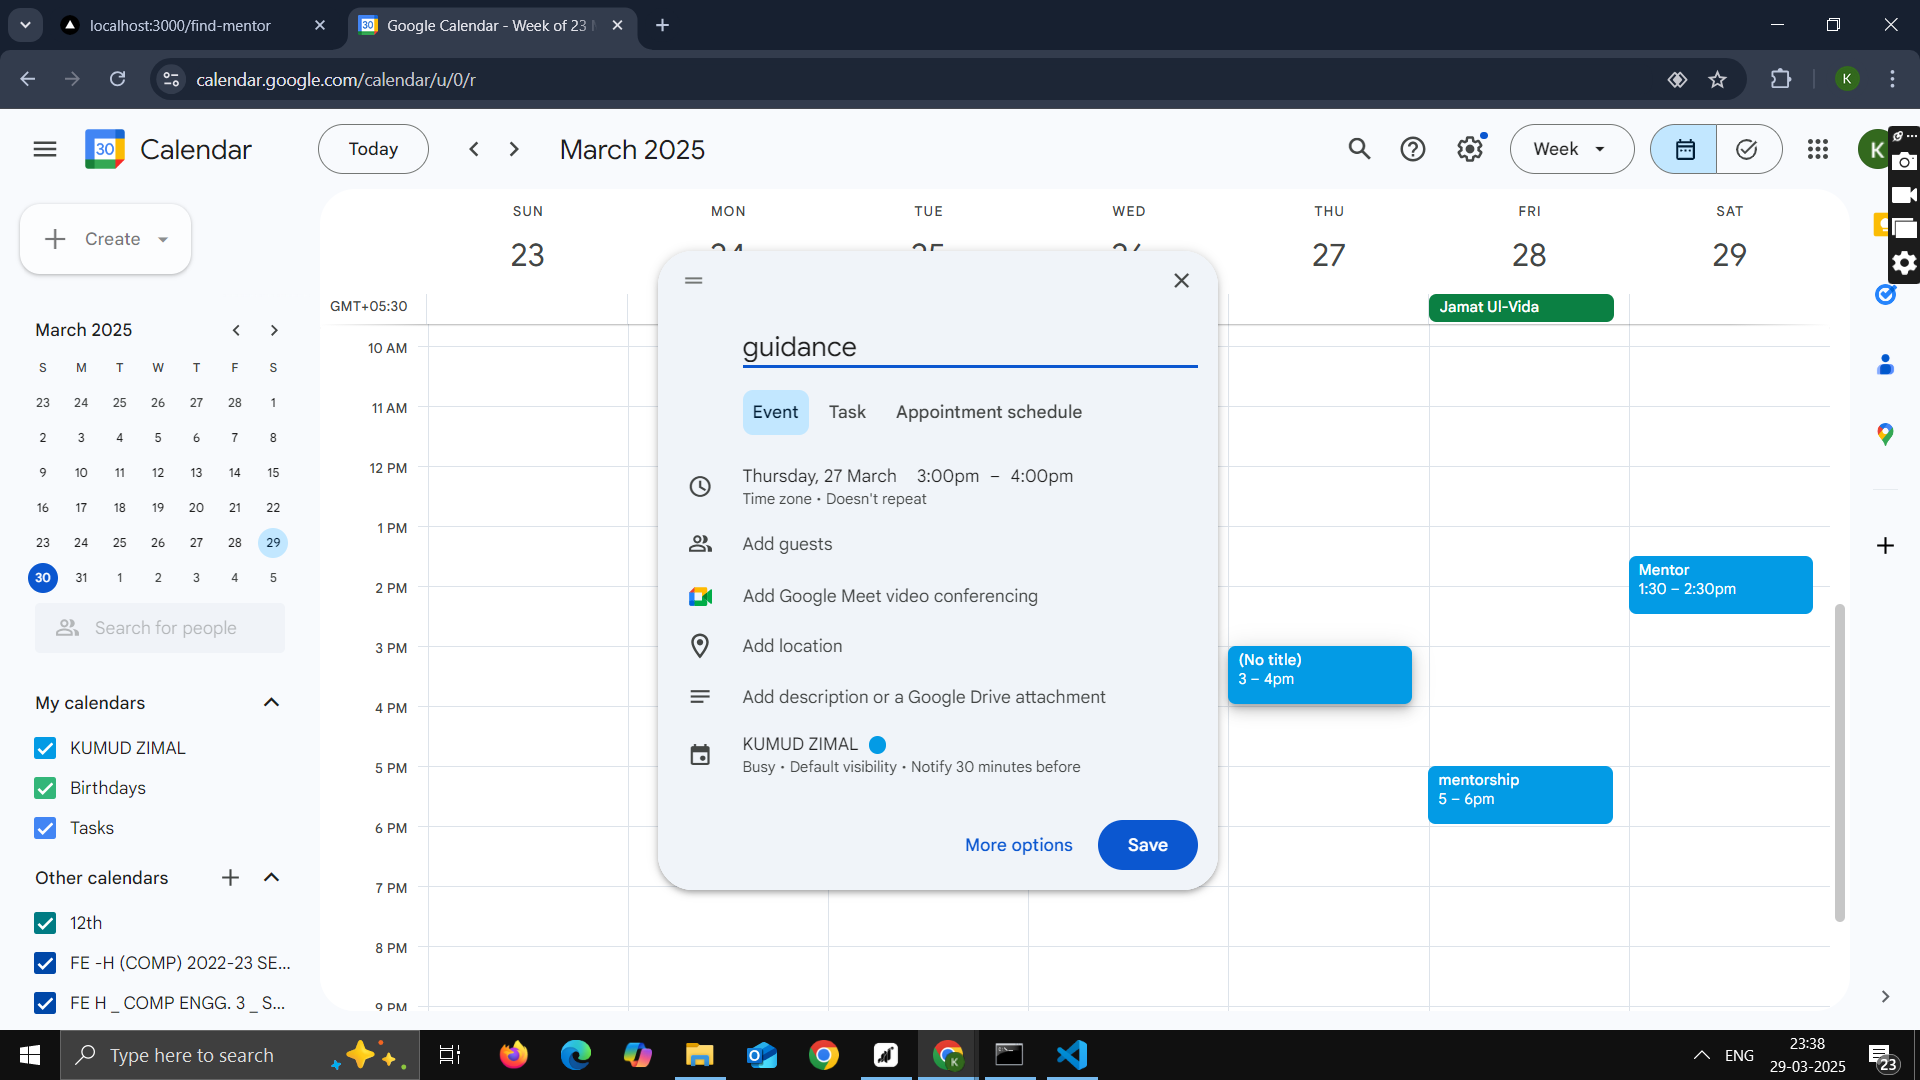 localhost:3000/find-mentor
Google Calendar - Week of 23
calendar.google.com/calendar/u/0/r
K
30
Calendar
Today
March 2025
Week
K
Create
SUN
MON
TUE
WED
THU
FRI
SAT
23
24
25
26
27
28
29
GMT+05:30
Jamat Ul-Vida
March 2025
S M T W T F S
23 24 25 26 27 28 1
2 3 4 5 6 7 8
9 10 11 12 13 14 15
16 17 18 19 20 21 22
23 24 25 26 27 28 29
30 31 1 2 3 4 5
Search for people
My calendars
KUMUD ZIMAL
Birthdays
Tasks
Other calendars
12th
FE -H (COMP) 2022-23 SE...
FE H _ COMP ENGG. 3 _ S...
10 AM
11 AM
12 PM
1 PM
2 PM
3 PM
4 PM
5 PM
6 PM
7 PM
8 PM
9 PM
guidance
Event
Task
Appointment schedule
Thursday, 27 March 3:00pm – 4:00pm
Time zone • Doesn't repeat
Add guests
Add Google Meet video conferencing
Add location
Add description or a Google Drive attachment
KUMUD ZIMAL
Busy • Default visibility • Notify 30 minutes before
More options
Save
Mentor
1:30 – 2:30pm
(No title)
3 – 4pm
mentorship
5 – 6pm
Type here to search
ENG
23:38
29-03-2025
23